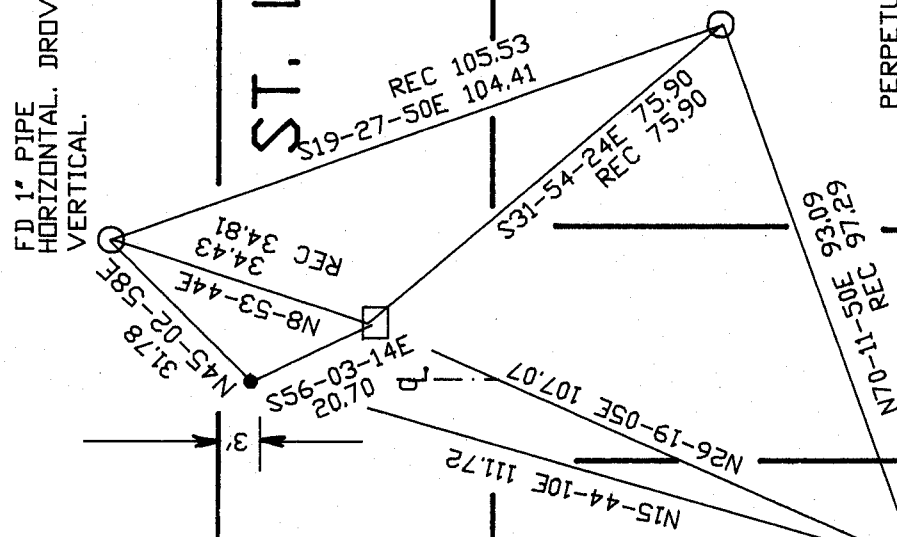 FD 1" PIPE
HORIZONTAL. DROV
VERTICAL.
ST.
REC 105.53
S19-27-50E 104.41
S31-54-24E 75.90
REC 75.90
PERPETU
N70-11-50E 93.09
REC 97.29
N8-53-44E
34.43
REC 34.81
N45-02-58E
31.78
S56-03-14E
20.70
3'
N26-19-05E 107.07
N15-44-10E 111.72